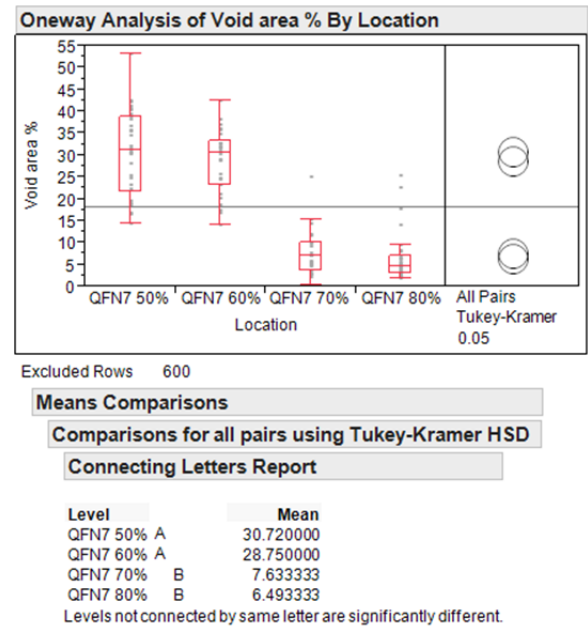 Oneway Analysis of Void area % By Location
Void area %
55
50
45
40
35
30
25
20
15
10
5
0
QFN7 50% QFN7 60% QFN7 70% QFN7 80%
Location
All Pairs
Tukey-Kramer
0.05
Excluded Rows 600
Means Comparisons
Comparisons for all pairs using Tukey-Kramer HSD
Connecting Letters Report
Level Mean
QFN7 50% A 30.720000
QFN7 60% A 28.750000
QFN7 70% B 7.633333
QFN7 80% B 6.493333
Levels not connected by same letter are significantly different.